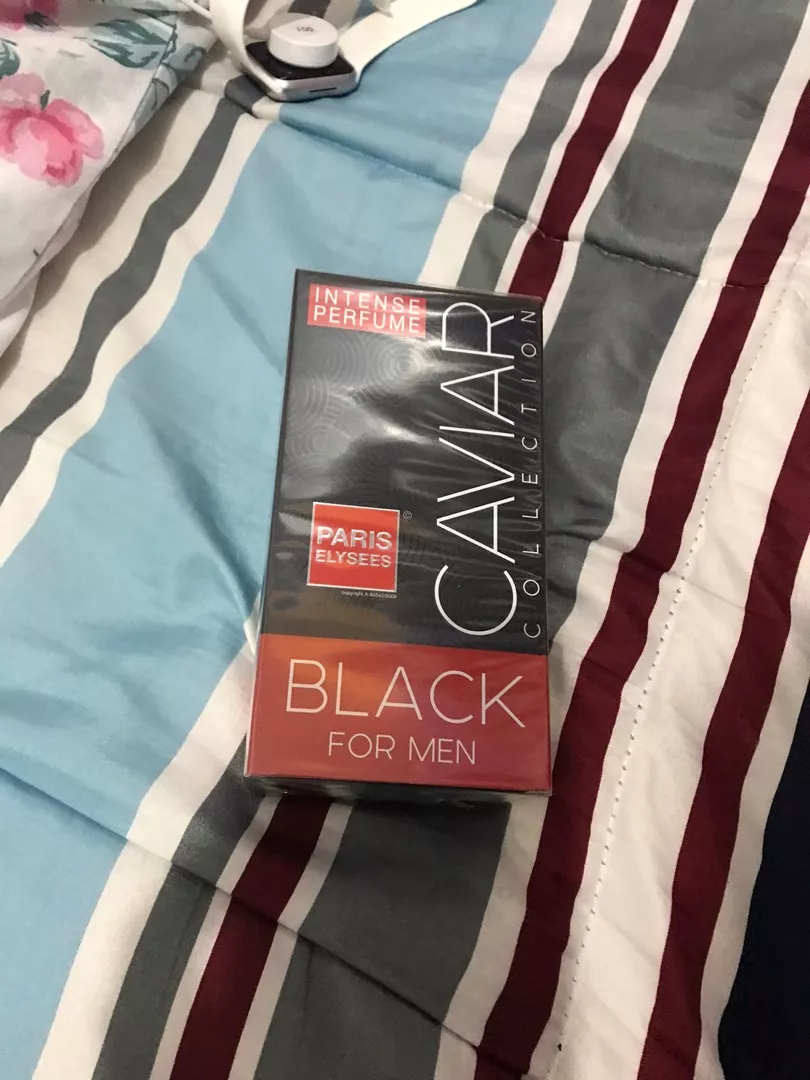 INTENSE
PERFUME
CAVIAR
COLLECTION
PARIS
ELYSEES
©
BLACK
FOR MEN